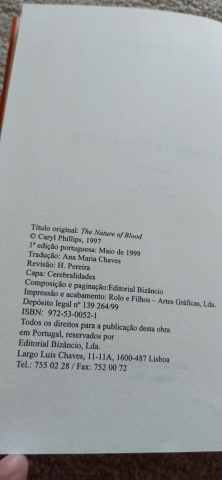 Título original: The Nature of Blood
© Caryl Phillips, 1997
1ª edição portuguesa: Maio de 1999
Tradução: Ana Maria Chaves
Revisão: H. Pereira
Capa: Cerebralidades
Composição e paginação:Editorial Bizâncio
Impressão e acabamento: Rolo e Filhos – Artes Gráficas, Lda.
Depósito legal nº 139 264/99
ISBN: 972-53-0052-1
Todos os direitos para a publicação desta obra
em Portugal, reservados por
Editorial Bizâncio, Lda.
Largo Luís Chaves, 11-11A, 1600-487 Lisboa
Tel.: 755 02 28 / Fax: 752 00 72